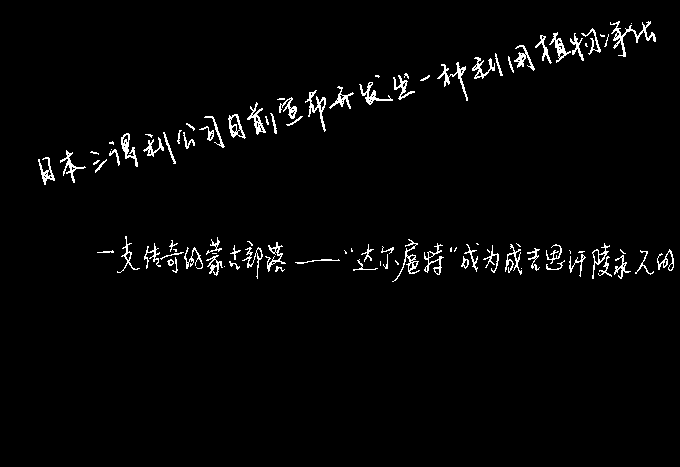 日本三得利公司日前宣布开发出一种利用植物净化
一支传奇的蒙古部落——“达尔扈特”成为成吉思汗陵永久的